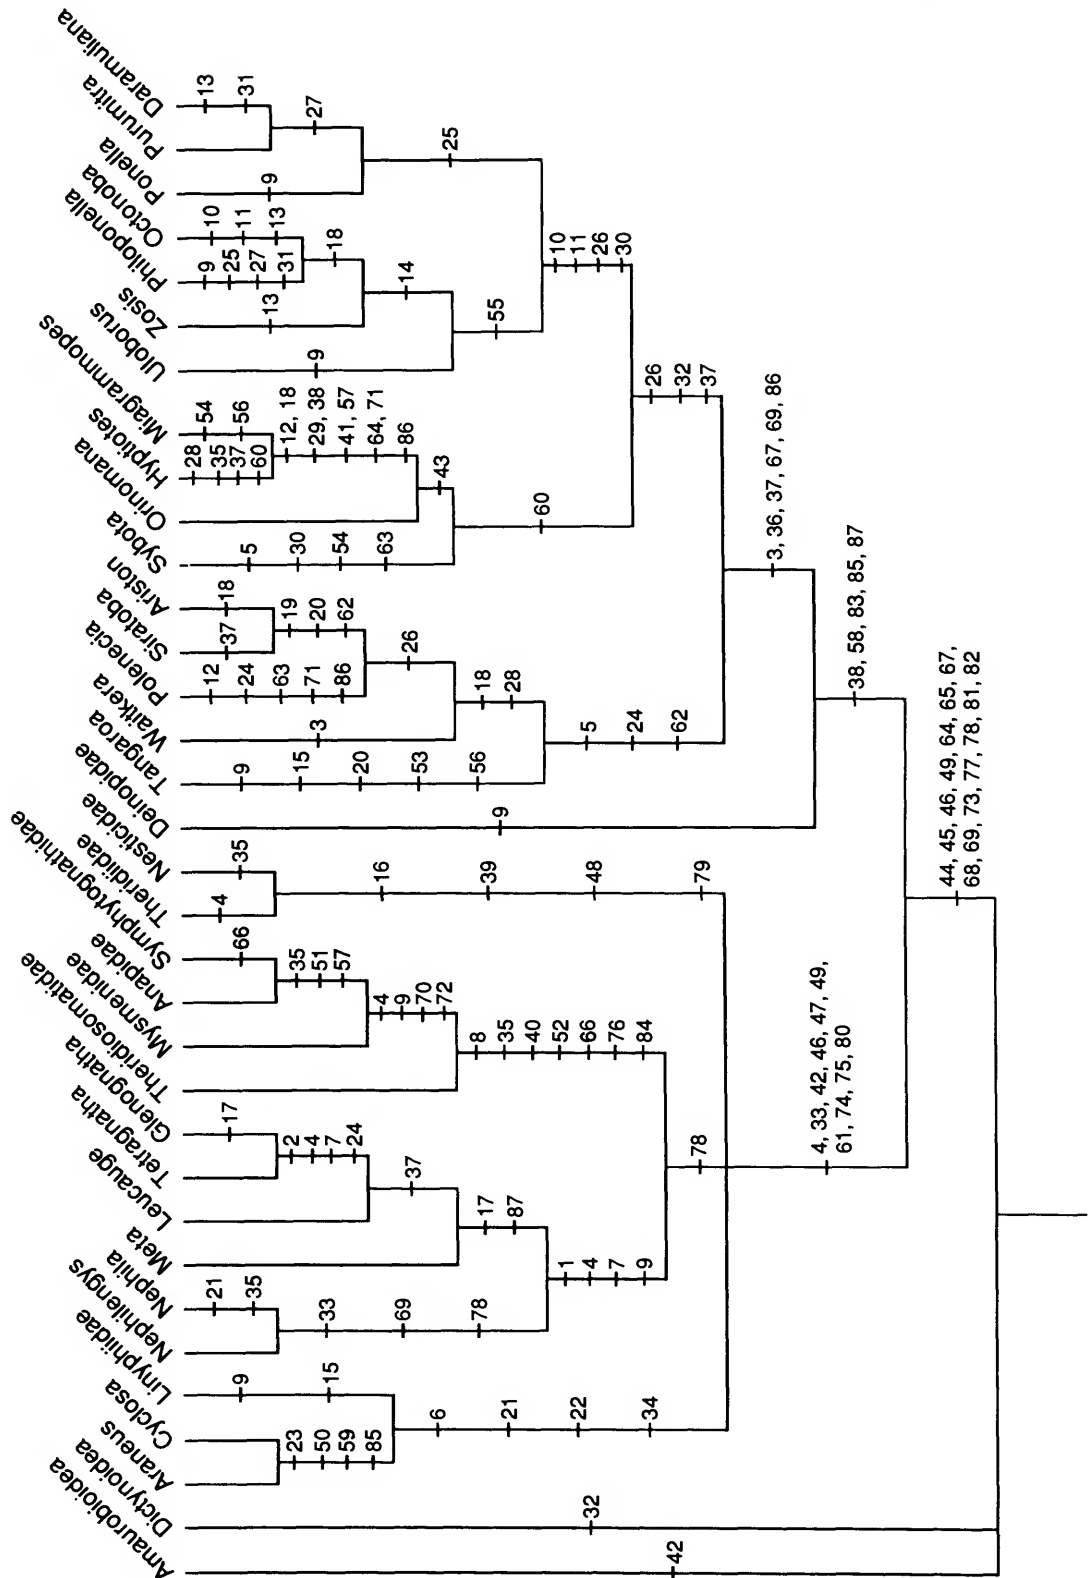 Amaurobioidea
Dictynoidea
Araneus
Cyclosa
Linyphiidae
Nephilengys
Nephila
Meta
Leucauge
Tetragnatha
Glenognatha
Theridiosomatidae
Mysmenidae
Anapidae
Symphytognathidae
Theridiidae
Nesticidae
Deinopidae
Tangaroa
Waitkera
Polenecia
Siratoba
Ariston
Sybota
Orinomana
Hyptiotes
Miagrammopes
Uloborus
Zosis
Philoponella
Octonoba
Ponella
Purumitra
Daramuliana
42
32
23
50
59
85
9
15
6
21
22
34
21
35
33
69
78
17
2
4
7
24
37
17
87
1
4
7
9
66
35
51
57
4
9
70
72
8
35
40
52
66
76
84
78
4
35
16
39
48
79
4, 33, 42, 46, 47, 49,
61, 74, 75, 80
9
9
15
20
53
56
3
12
24
63
71
86
37
18
19
20
62
26
18
28
5
24
62
5
30
54
63
28
35
37
60
54
56
12, 18
29, 38
41, 57
64, 71
86
43
60
9
13
9
25
27
31
10
11
13
18
14
55
9
13
31
27
25
10
11
26
30
26
32
37
3, 36, 37, 67, 69, 86
38, 58, 83, 85, 87
44, 45, 46, 49, 64, 65, 67,
68, 69, 73, 77, 78, 81, 82